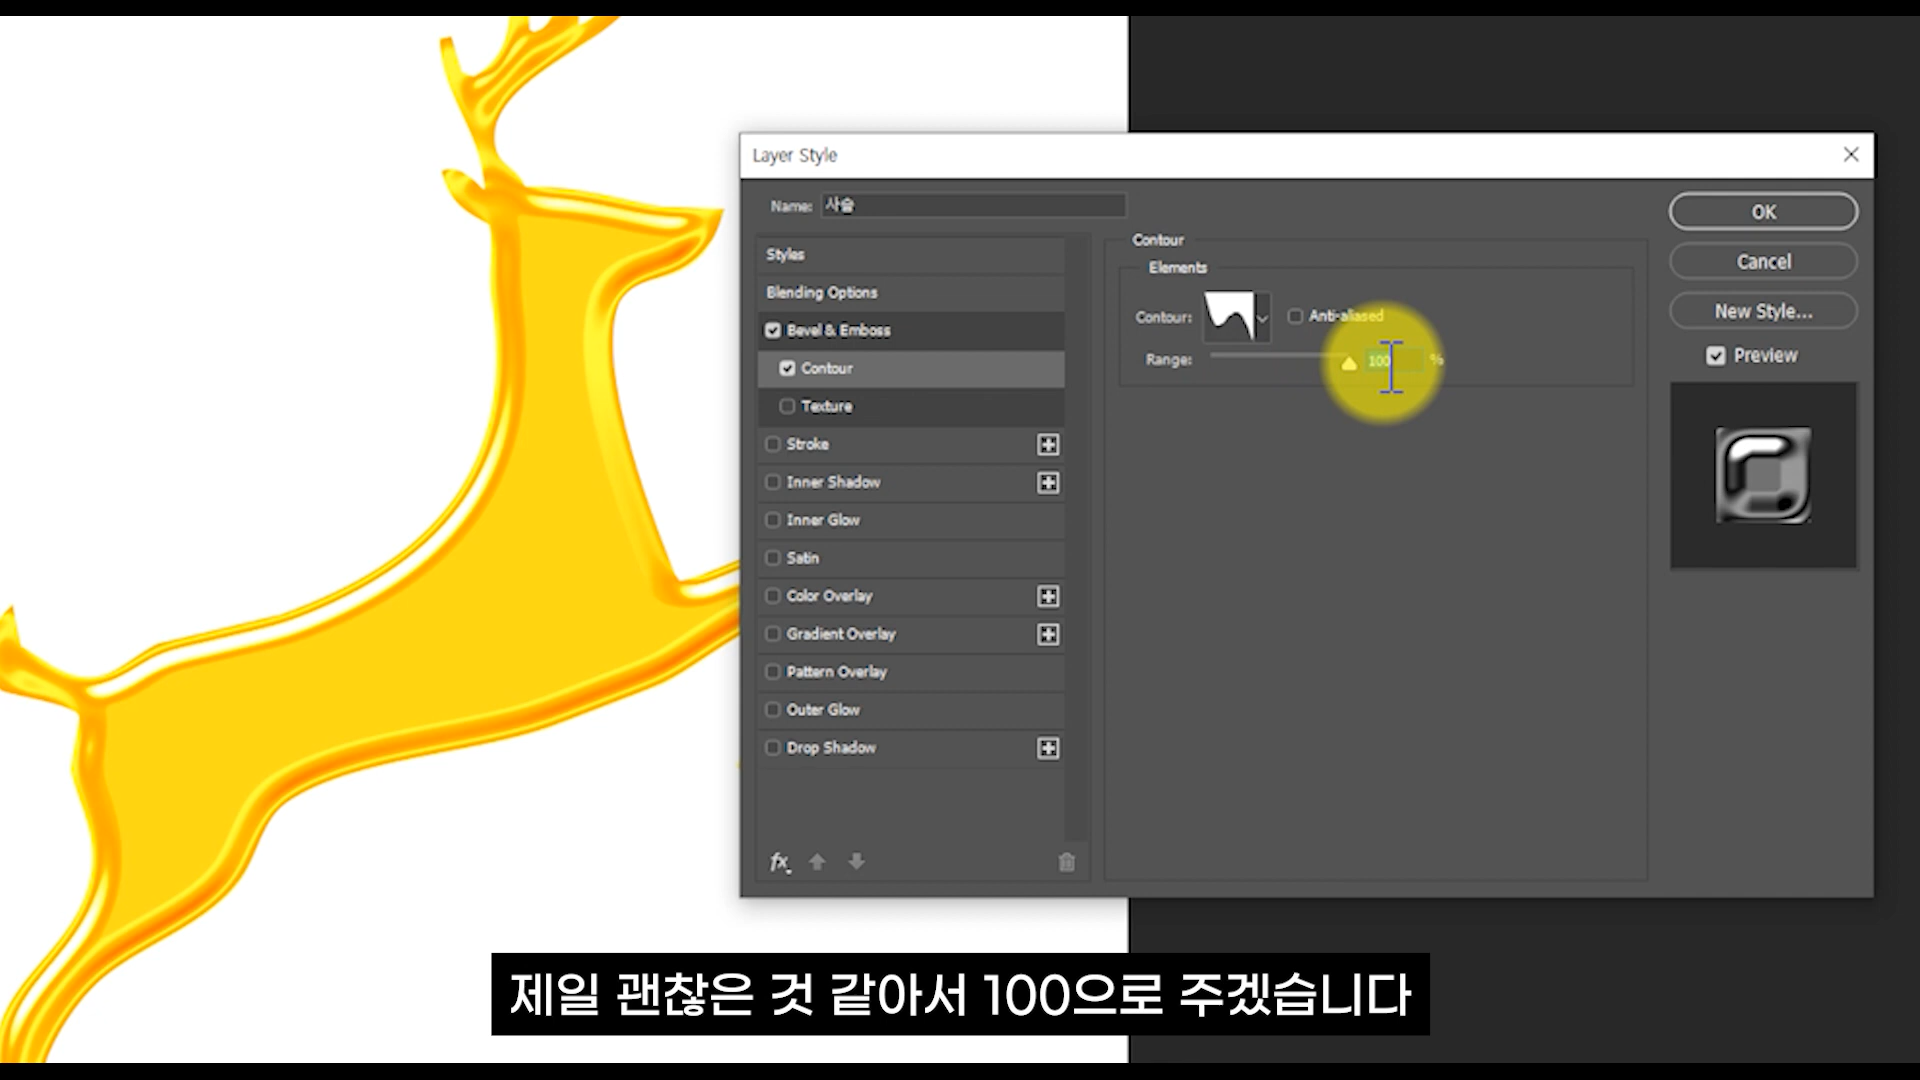 Layer Style
Name: 사슴
Styles
Blending Options
Bevel & Emboss
Contour
Texture
Stroke
Inner Shadow
Inner Glow
Satin
Color Overlay
Gradient Overlay
Pattern Overlay
Outer Glow
Drop Shadow
fx
Contour
Elements
Contour:
Anti-aliased
Range: 100 %
OK
Cancel
New Style...
Preview
제일 괜찮은 것 같아서 100으로 주겠습니다